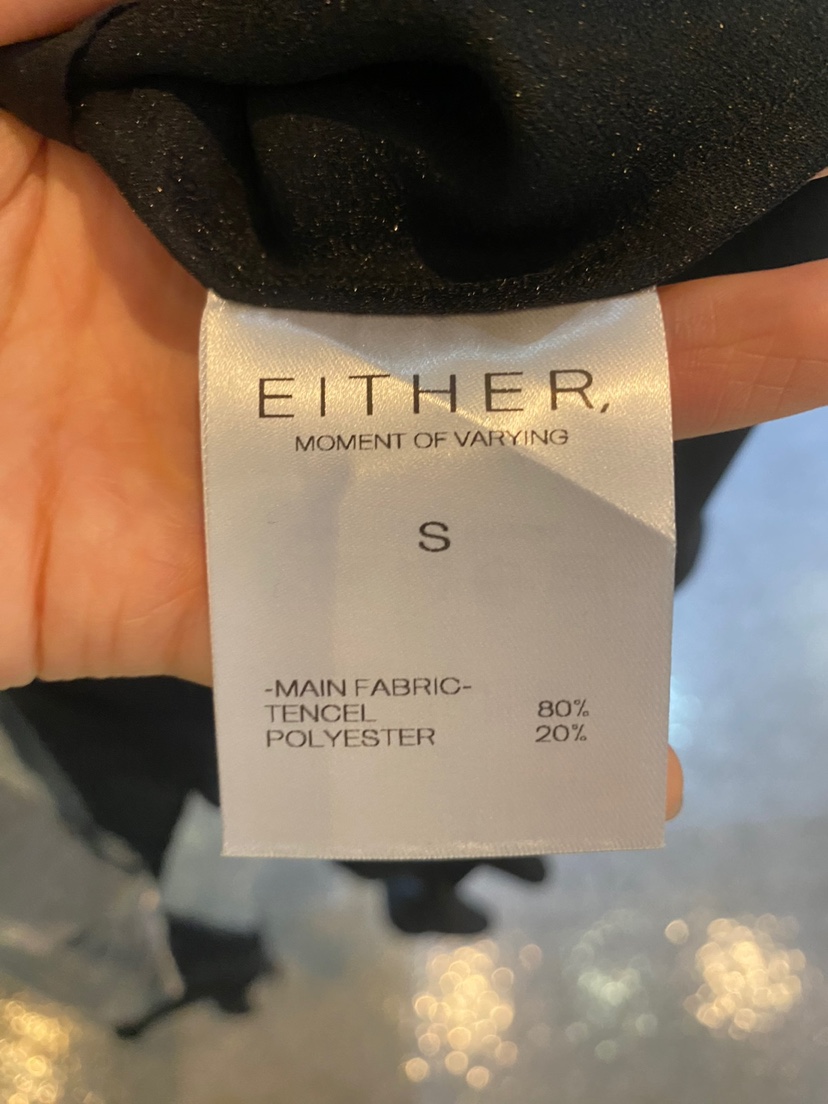 EITHER,
MOMENT OF VARYING
S
-MAIN FABRIC-
TENCEL 80%
POLYESTER 20%